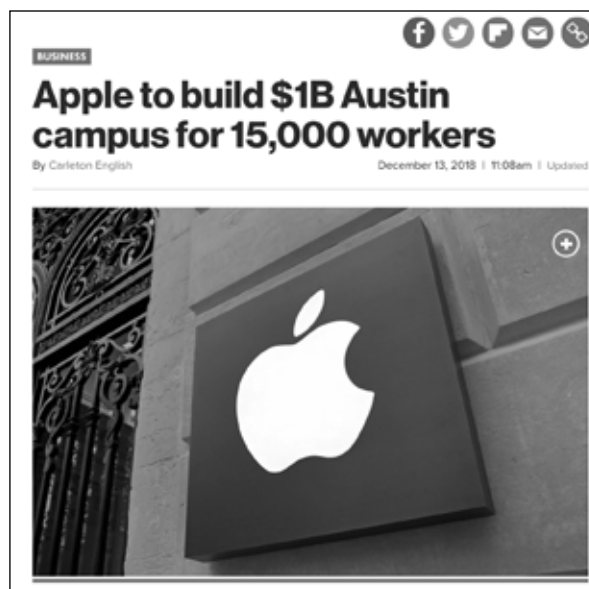 BUSINESS
Apple to build $1B Austin
campus for 15,000 workers
By Carleton English December 13, 2018 | 11:08am | Updated